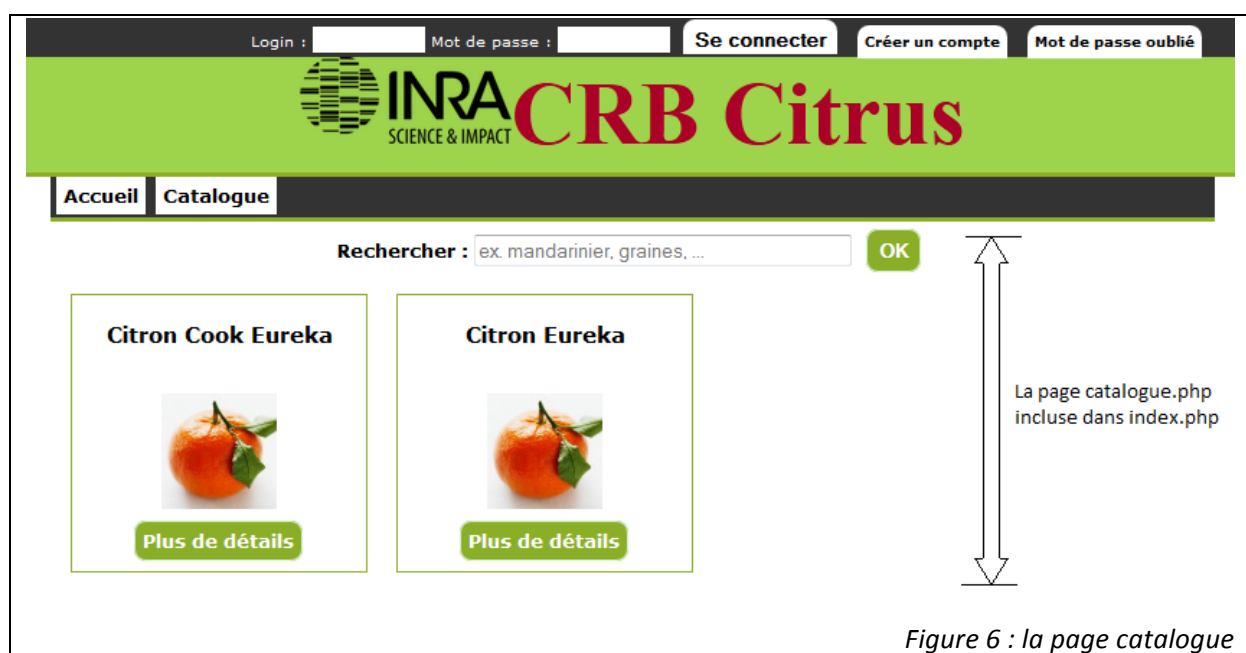 Login : Mot de passe : Se connecter Créer un compte Mot de passe oublié
INRA
SCIENCE & IMPACT
CRB Citrus
Accueil Catalogue
Rechercher : ex. mandarinier, graines, ... OK
Citron Cook Eureka
Plus de détails
Citron Eureka
Plus de détails
La page catalogue.php
incluse dans index.php
Figure 6 : la page catalogue